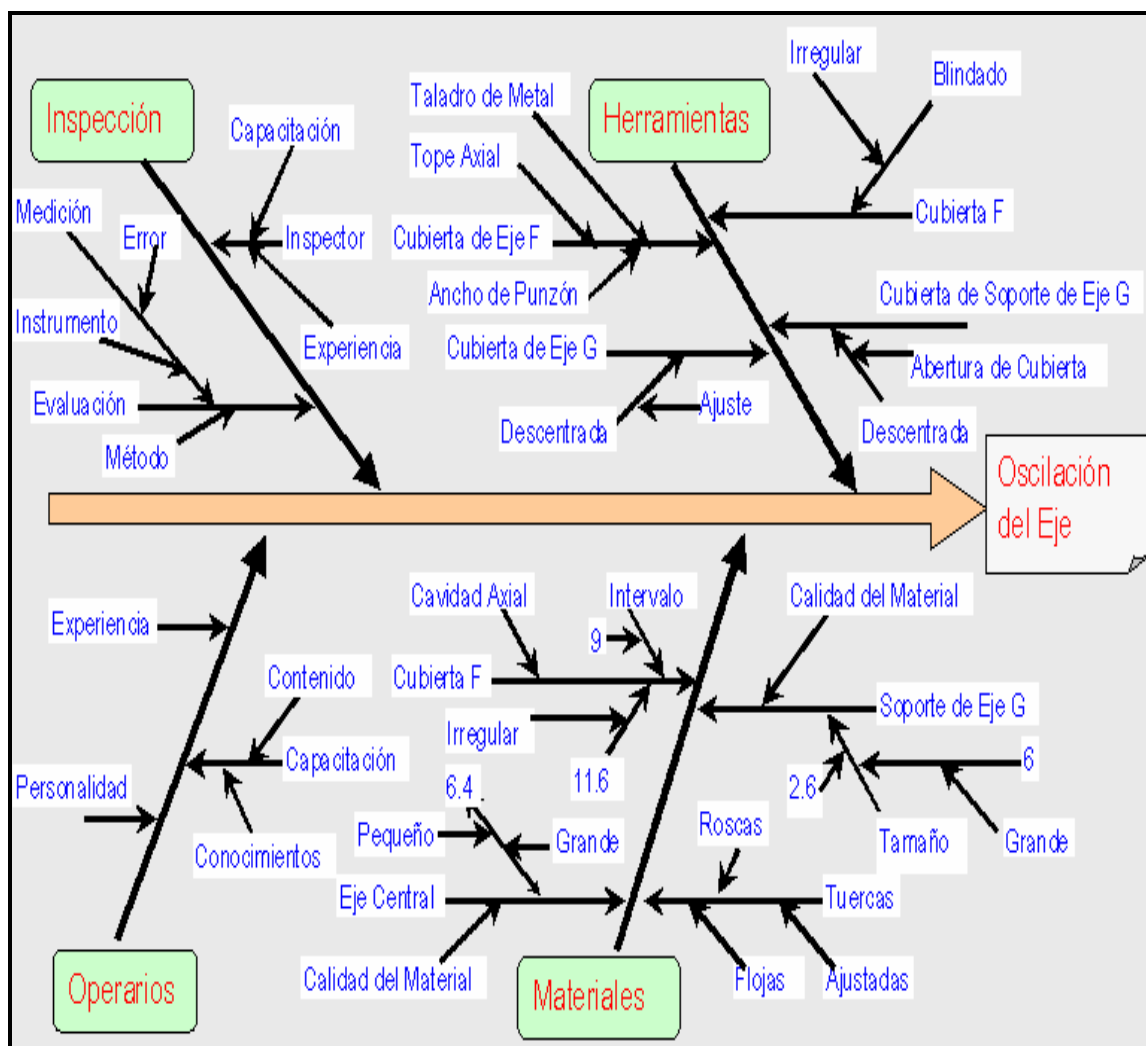 Irregular
Blindado
Inspección
Taladro de Metal
Herramientas
Capacitación
Tope Axial
Medición
Error
Inspector
Cubierta de Eje F
Cubierta F
Ancho de Punzón
Cubierta de Soporte de Eje G
Instrumento
Experiencia
Cubierta de Eje G
Abertura de Cubierta
Evaluación
Ajuste
Método
Descentrada
Descentrada
Oscilación
del Eje
Cavidad Axial
Intervalo
Calidad del Material
Experiencia
9
Contenido
Cubierta F
Soporte de Eje G
Irregular
Capacitación
6
Personalidad
6.4
11.6
2.6
Roscas
Pequeño
Grande
Tamaño
Grande
Conocimientos
Eje Central
Tuercas
Calidad del Material
Flojas
Ajustadas
Operarios
Materiales